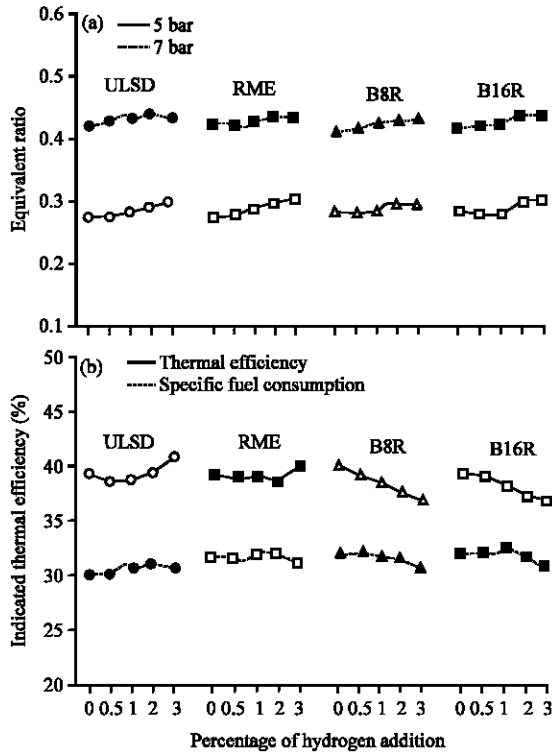 (a)
5 bar
7 bar
ULSD
RME
B8R
B16R
0.6
0.5
0.4
0.3
0.2
0.1
Equivalent ratio
(b)
Thermal efficiency
Specific fuel consumption
ULSD
RME
B8R
B16R
50
45
40
35
30
25
20
Indicated thermal efficiency (%)
0 0.5 1 2 3 0 0.5 1 2 3 0 0.5 1 2 3 0 0.5 1 2 3
Percentage of hydrogen addition